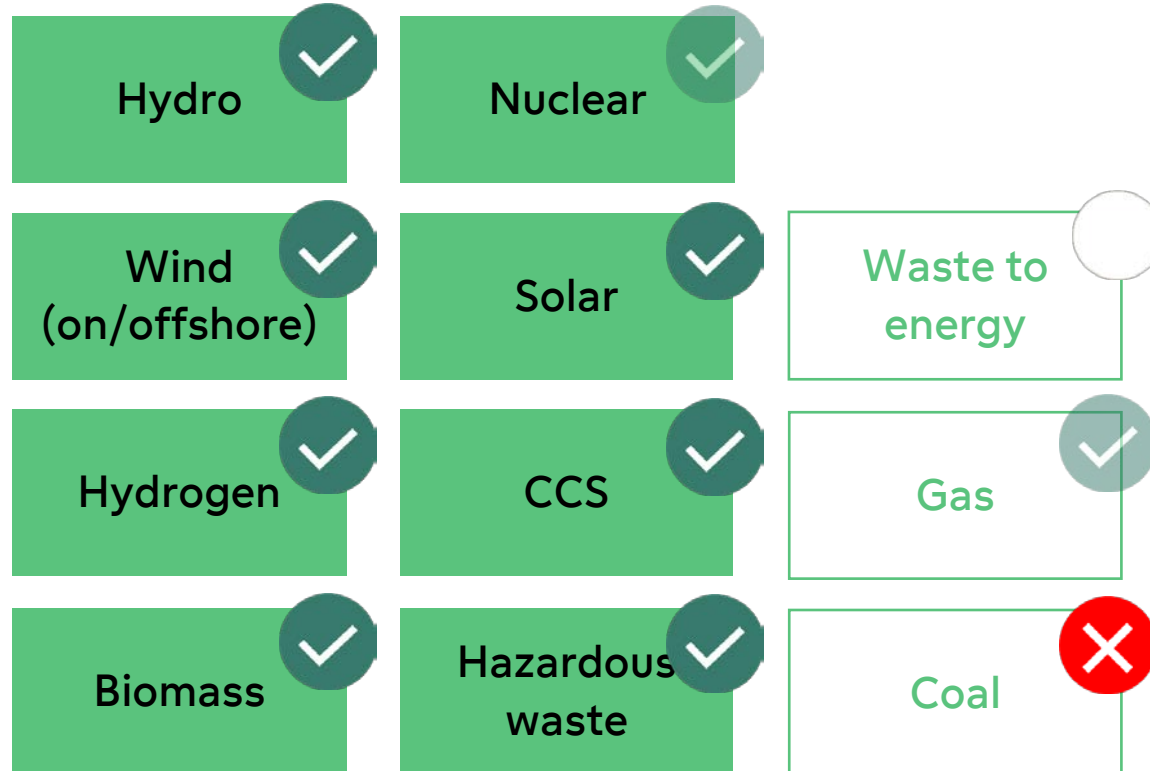 Hydro
Nuclear
Wind
(on/offshore)
Solar
Waste to
energy
Hydrogen
CCS
Gas
Biomass
Hazardous
waste
Coal